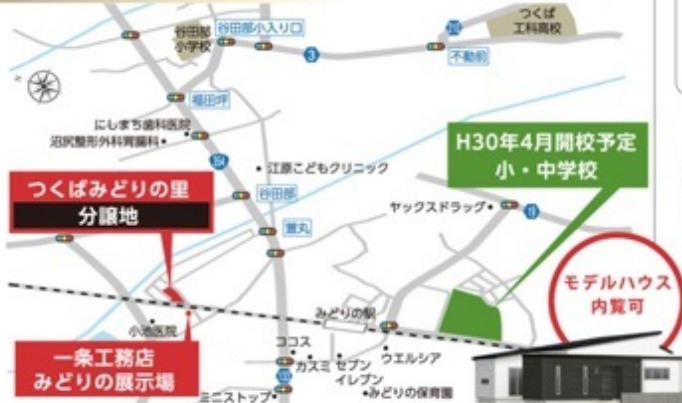 つくば
工科高校
谷田部
小学校
谷田部小入り口
3
不動前
福田坪
にしまち歯科医院
沼尻整形外科胃腸科
354
江原こどもクリニック
H30年4月開校予定
小・中学校
つくばみどりの里
分譲地
谷田部
ヤックスドラッグ
19
萱丸
モデルハウス
内覧可
みどりの駅
小池医院
一条工務店
みどりの展示場
ココス
カスミ
セブン
イレブン
ウエルシア
ミニストップ
みどりの保育園